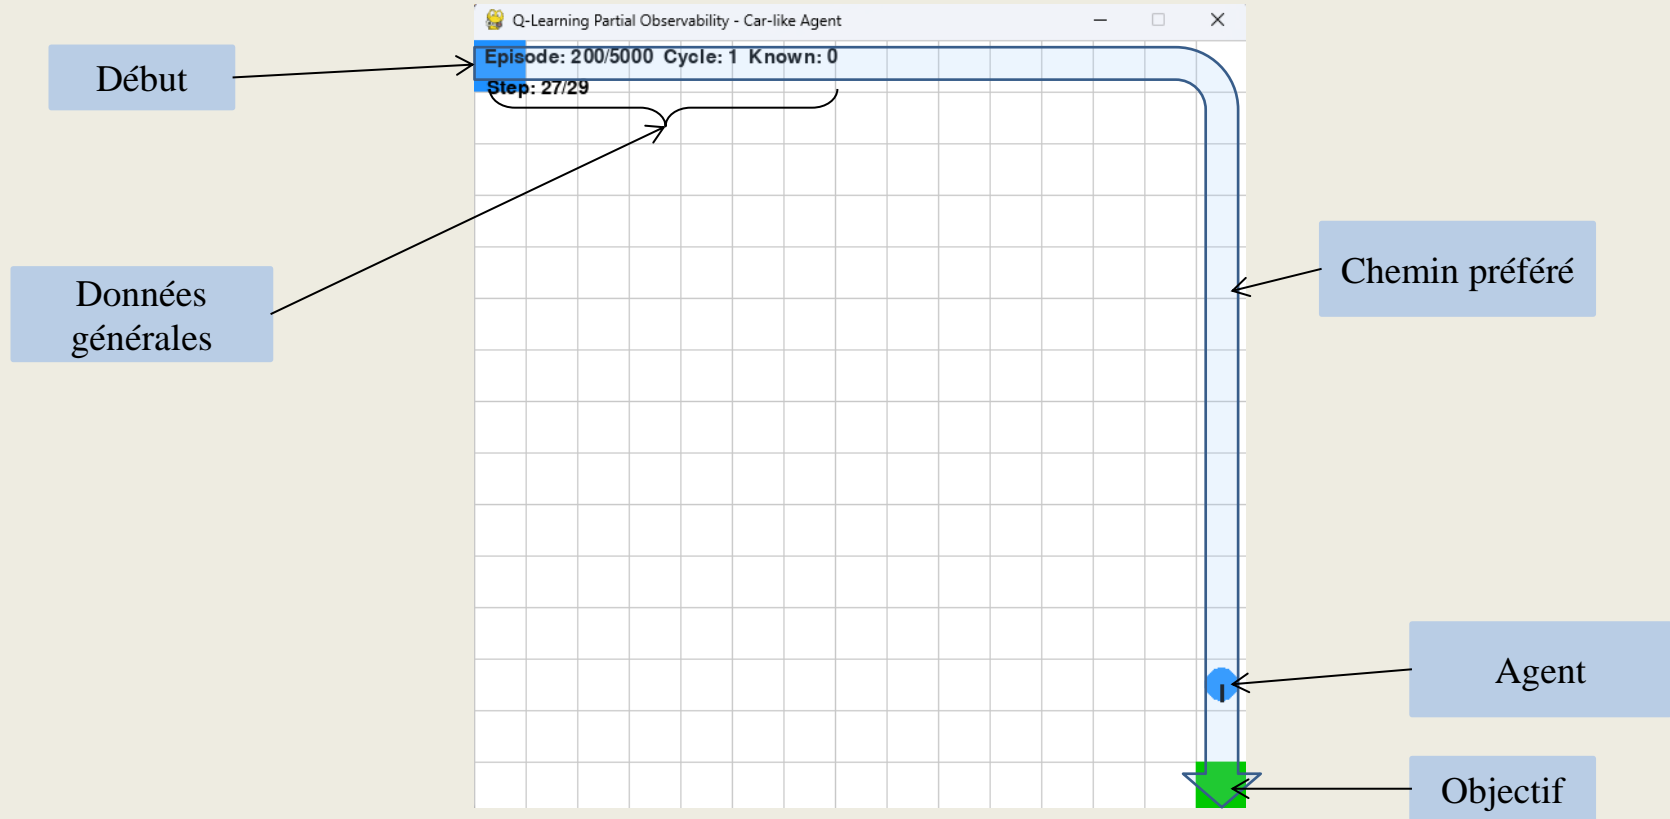 Q-Learning Partial Observability - Car-like Agent
Début
Episode: 200/5000 Cycle: 1 Known: 0
Step: 27/29
Données
générales
Chemin préféré
Agent
Objectif